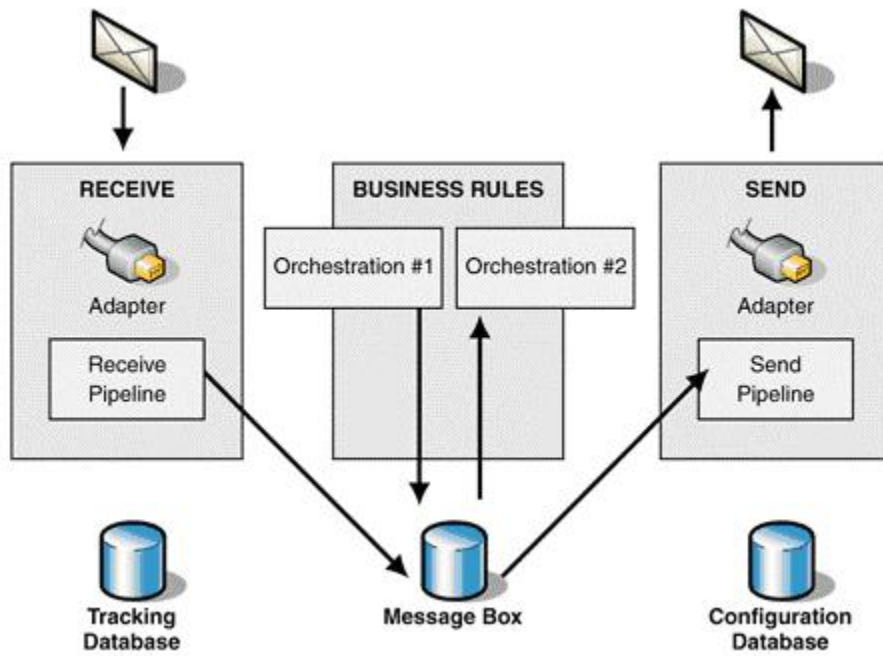 RECEIVE
Adapter
Receive
Pipeline
BUSINESS RULES
Orchestration #1
Orchestration #2
SEND
Adapter
Send
Pipeline
Tracking
Database
Message Box
Configuration
Database